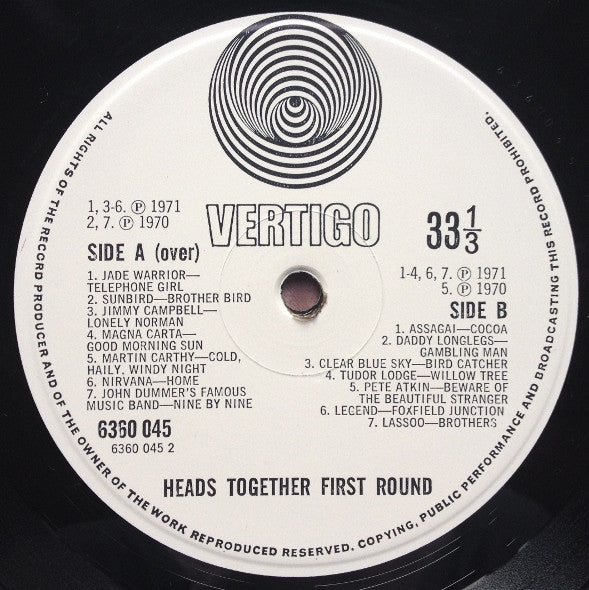 VERTIGO
33 1/3
1, 3-6. ℗ 1971
2, 7. ℗ 1970
SIDE A (over)
1. JADE WARRIOR—
TELEPHONE GIRL
2. SUNBIRD—BROTHER BIRD
3. JIMMY CAMPBELL—
LONELY NORMAN
4. MAGNA CARTA—
GOOD MORNING SUN
5. MARTIN CARTHY—COLD,
HAILY, WINDY NIGHT
6. NIRVANA—HOME
7. JOHN DUMMER'S FAMOUS
MUSIC BAND—NINE BY NINE
6360 045
6360 045 2
1-4, 6, 7. ℗ 1971
5. ℗ 1970
SIDE B
1. ASSAGAI—COCOA
2. DADDY LONGLEGS—
GAMBLING MAN
3. CLEAR BLUE SKY—BIRD CATCHER
4. TUDOR LODGE—WILLOW TREE
5. PETE ATKIN—BEWARE OF
THE BEAUTIFUL STRANGER
6. LECEND—FOXFIELD JUNCTION
7. LASSOO—BROTHERS
HEADS TOGETHER FIRST ROUND
ALL RIGHTS OF THE RECORD PRODUCER AND OF THE OWNER OF THE WORK REPRODUCED RESERVED. COPYING, PUBLIC PERFORMANCE AND BROADCASTING THIS RECORD PROHIBITED.